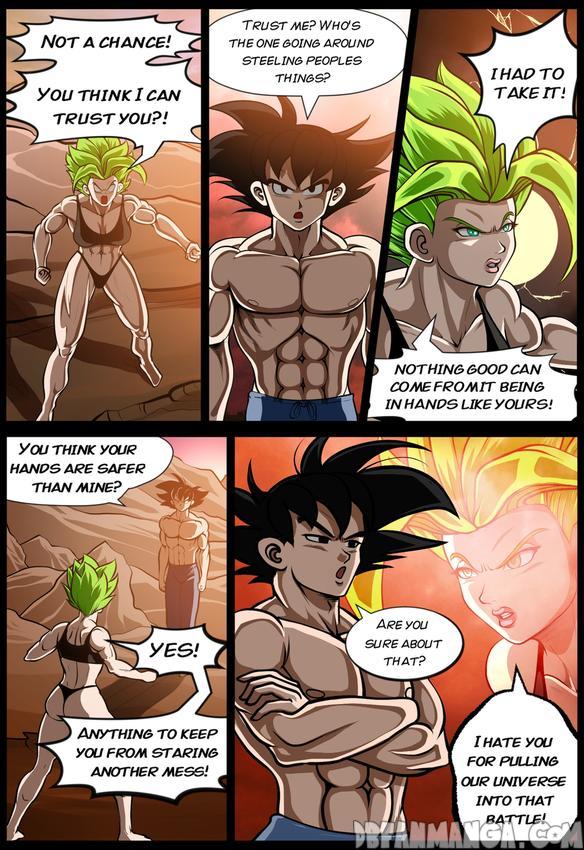 NOT A CHANCE!
YOU THINK I CAN
TRUST YOU?!
TRUST ME? WHO'S
THE ONE GOING AROUND
STEELING PEOPLES
THINGS?
I HAD TO
TAKE IT!
NOTHING GOOD CAN
COME FROMIT BEING
IN HANDS LIKE YOURS!
YOU THINK YOUR
HANDS ARE SAFER
THAN MINE?
YES!
ANYTHING TO KEEP
YOU FROM STARING
ANOTHER MESS!
ARE YOU
SURE ABOUT
THAT?
I HATE YOU
FOR PULLING
OUR UNIVERSE
INTO THAT
BATTLE!
DBFANMANGA.COM